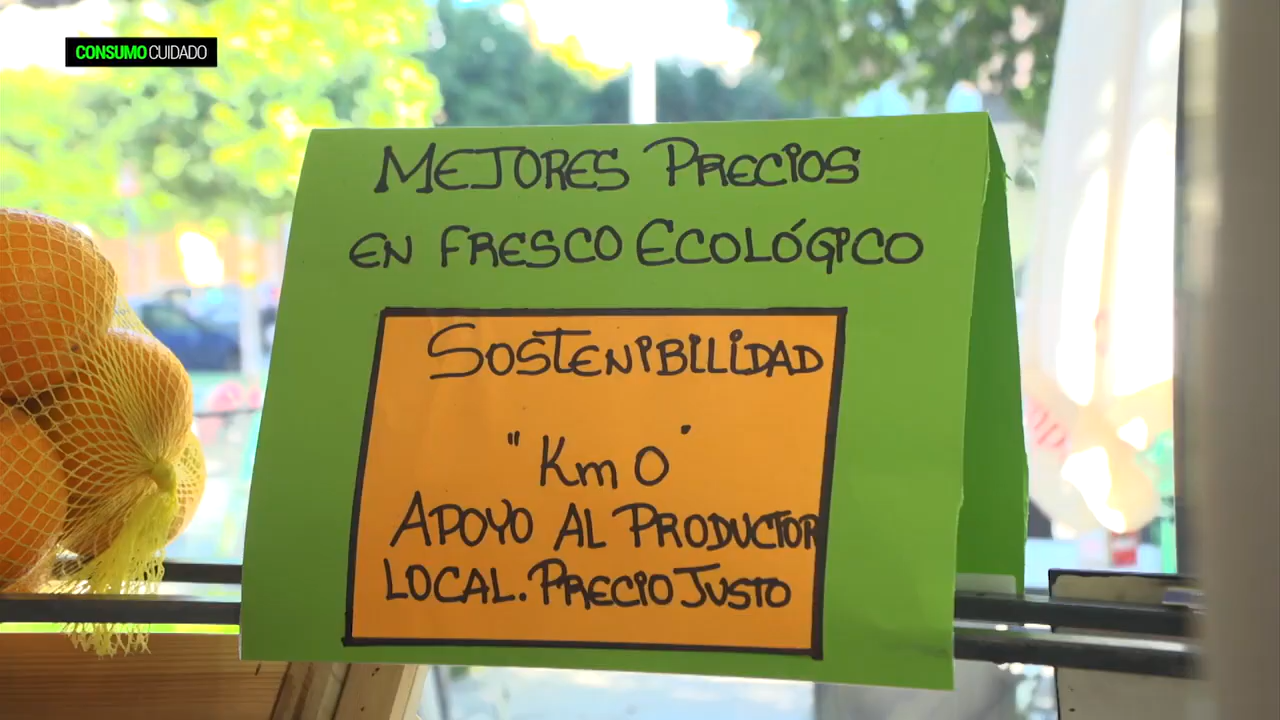 CONSUMO CUIDADO
MEJORES PRECIOS
EN FRESCO ECOLÓGICO
SOSTENIBILIDAD
"Km 0"
APOYO AL PRODUCTOR
LOCAL. PRECIO JUSTO